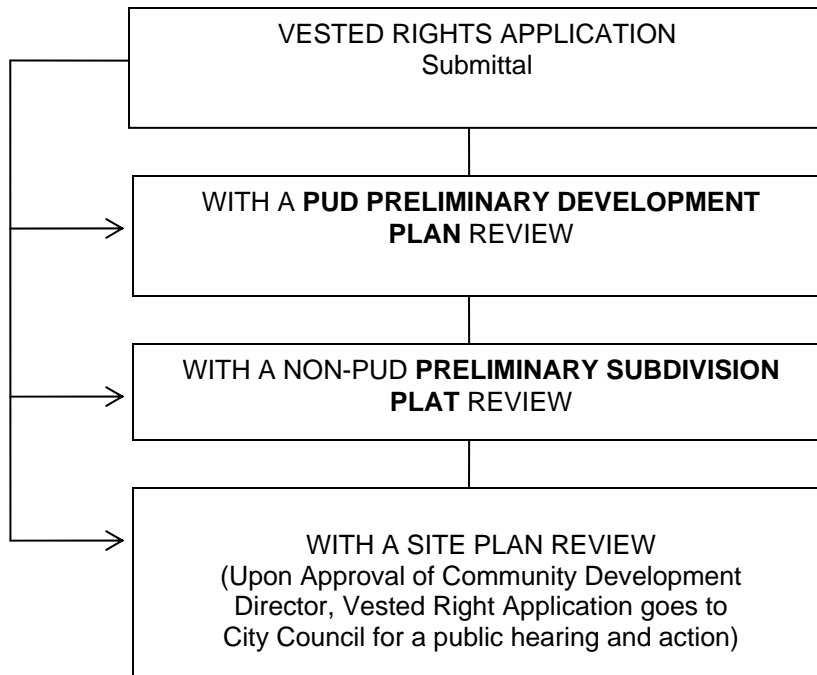 VESTED RIGHTS APPLICATION
Submittal
WITH A PUD PRELIMINARY DEVELOPMENT
PLAN REVIEW
WITH A NON-PUD PRELIMINARY SUBDIVISION
PLAT REVIEW
WITH A SITE PLAN REVIEW
(Upon Approval of Community Development
Director, Vested Right Application goes to
City Council for a public hearing and action)